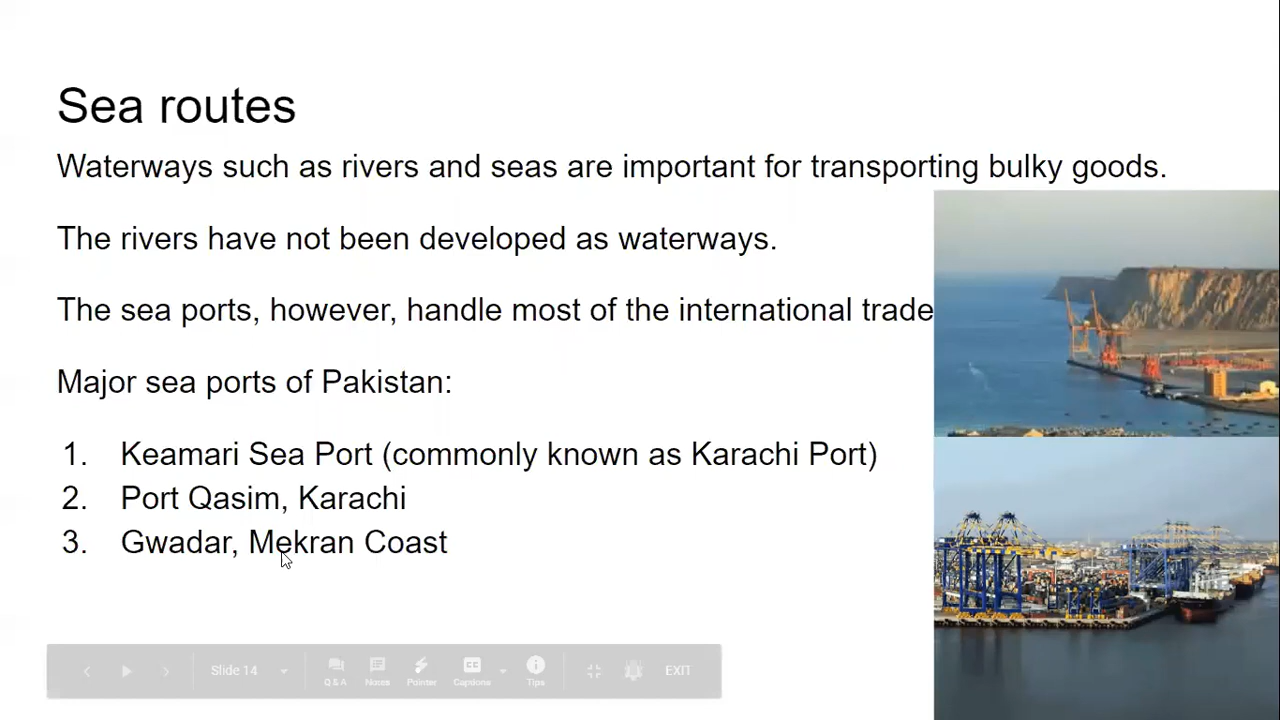 Sea routes
Waterways such as rivers and seas are important for transporting bulky goods.
The rivers have not been developed as waterways.
The sea ports, however, handle most of the international trade
Major sea ports of Pakistan:
1. Keamari Sea Port (commonly known as Karachi Port)
2. Port Qasim, Karachi
3. Gwadar, Mekran Coast
Slide 14 Q&A Notes Pointer Captions Tips EXIT